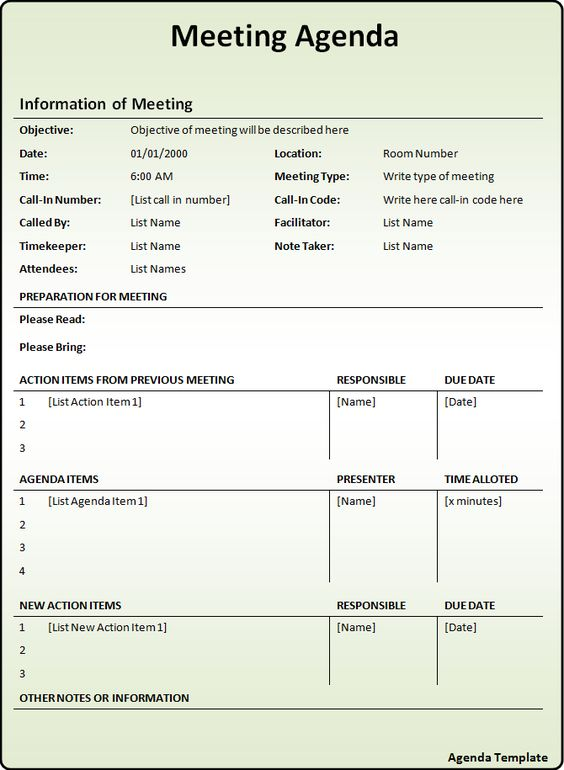 Meeting Agenda
Information of Meeting
Objective: Objective of meeting will be described here
Date: 01/01/2000 Location: Room Number
Time: 6:00 AM Meeting Type: Write type of meeting
Call-In Number: [List call in number] Call-In Code: Write here call-in code here
Called By: List Name Facilitator: List Name
Timekeeper: List Name Note Taker: List Name
Attendees: List Names
PREPARATION FOR MEETING
Please Read:
Please Bring:
ACTION ITEMS FROM PREVIOUS MEETING RESPONSIBLE DUE DATE
1 [List Action Item 1] [Name] [Date]
2
3
AGENDA ITEMS PRESENTER TIME ALLOTED
1 [List Agenda Item 1] [Name] [x minutes]
2
3
4
NEW ACTION ITEMS RESPONSIBLE DUE DATE
1 [List New Action Item 1] [Name] [Date]
2
3
OTHER NOTES OR INFORMATION
Agenda Template